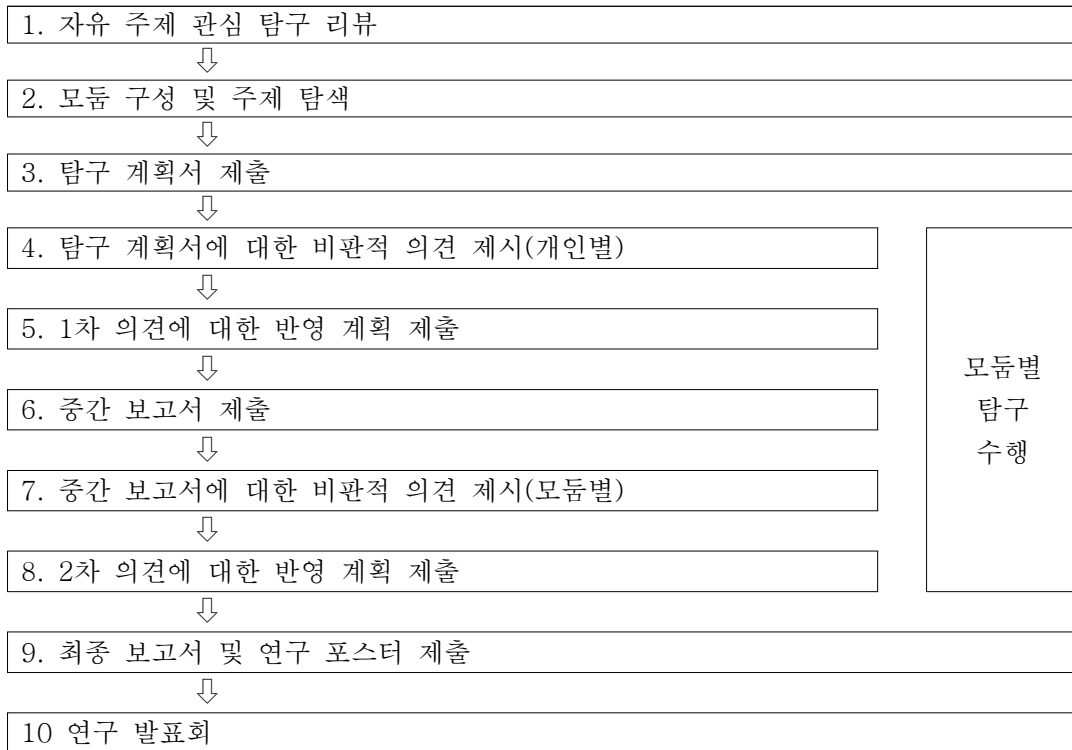 1. 자유 주제 관심 탐구 리뷰
⇩
2. 모둠 구성 및 주제 탐색
⇩
3. 탐구 계획서 제출
⇩
4. 탐구 계획서에 대한 비판적 의견 제시(개인별)
⇩
5. 1차 의견에 대한 반영 계획 제출
⇩
6. 중간 보고서 제출
⇩
7. 중간 보고서에 대한 비판적 의견 제시(모둠별)
⇩
8. 2차 의견에 대한 반영 계획 제출
모둠별
탐구
수행
⇩
9. 최종 보고서 및 연구 포스터 제출
⇩
10 연구 발표회